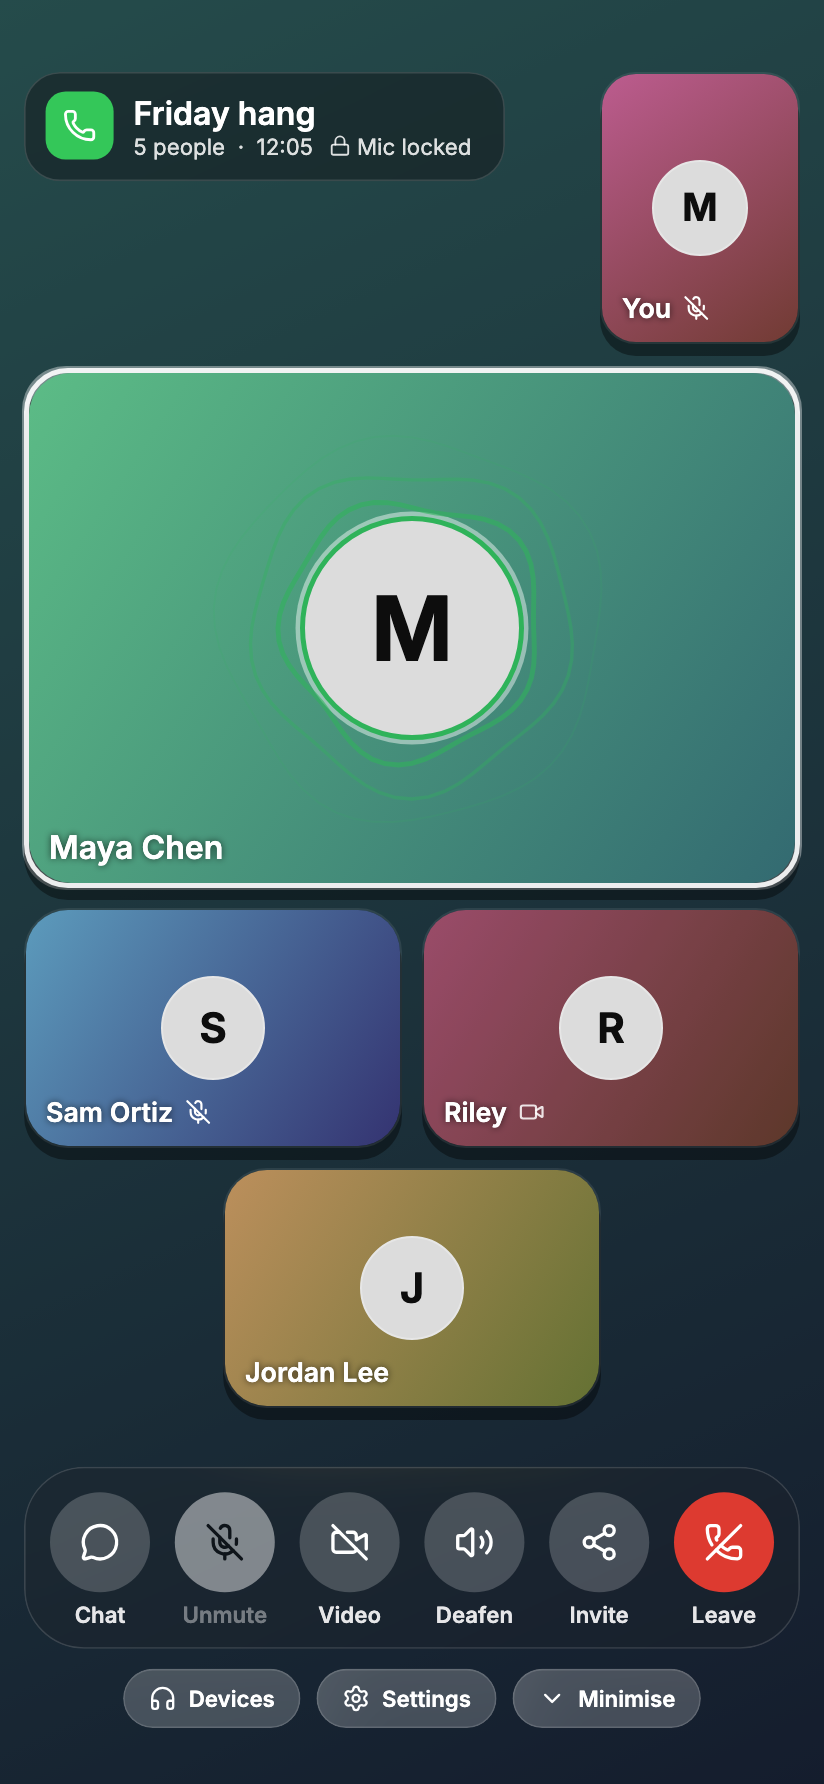 Friday hang
5 people · 12:05 Mic locked
M
You
M
Maya Chen
S
Sam Ortiz
R
Riley
J
Jordan Lee
Chat Unmute Video Deafen Invite Leave
Devices Settings Minimise